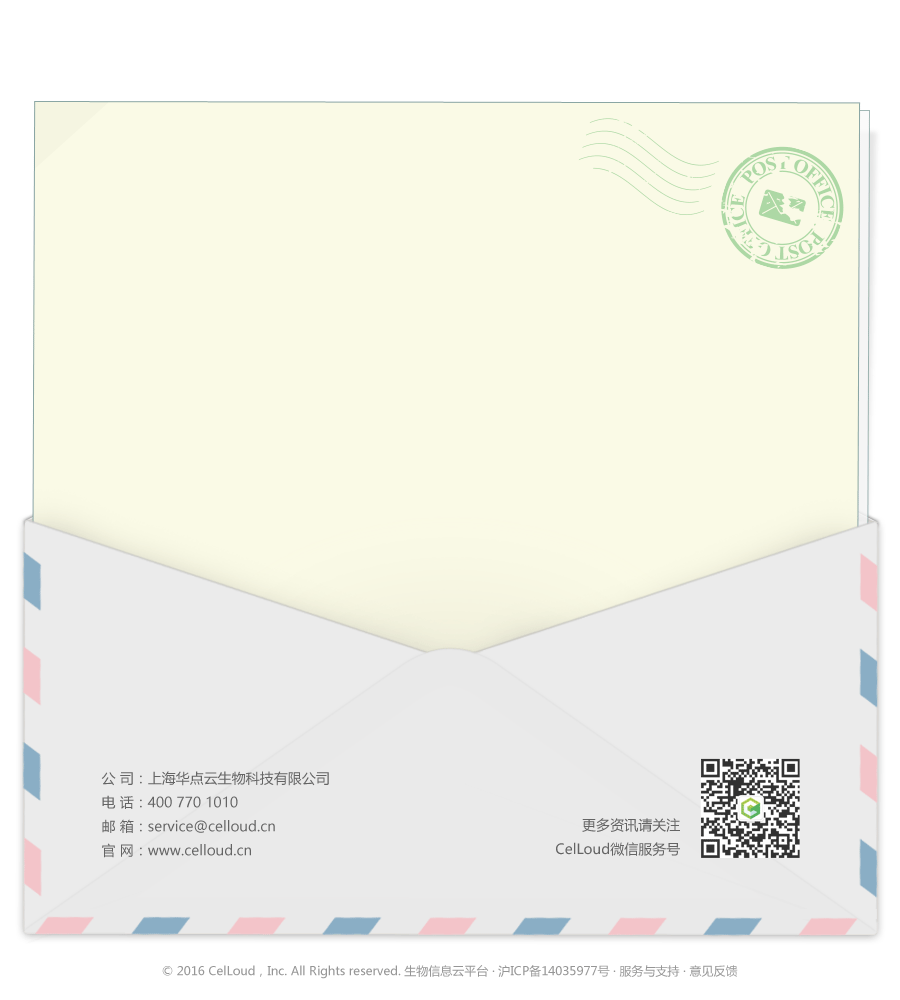 POST OFFICE POST OFFICE
公 司：上海华点云生物科技有限公司
电 话：400 770 1010
邮 箱：service@celloud.cn
官 网：www.celloud.cn
更多资讯请关注
CelLoud微信服务号
© 2016 CelLoud , Inc. All Rights reserved. 生物信息云平台 · 沪ICP备14035977号 · 服务与支持 · 意见反馈